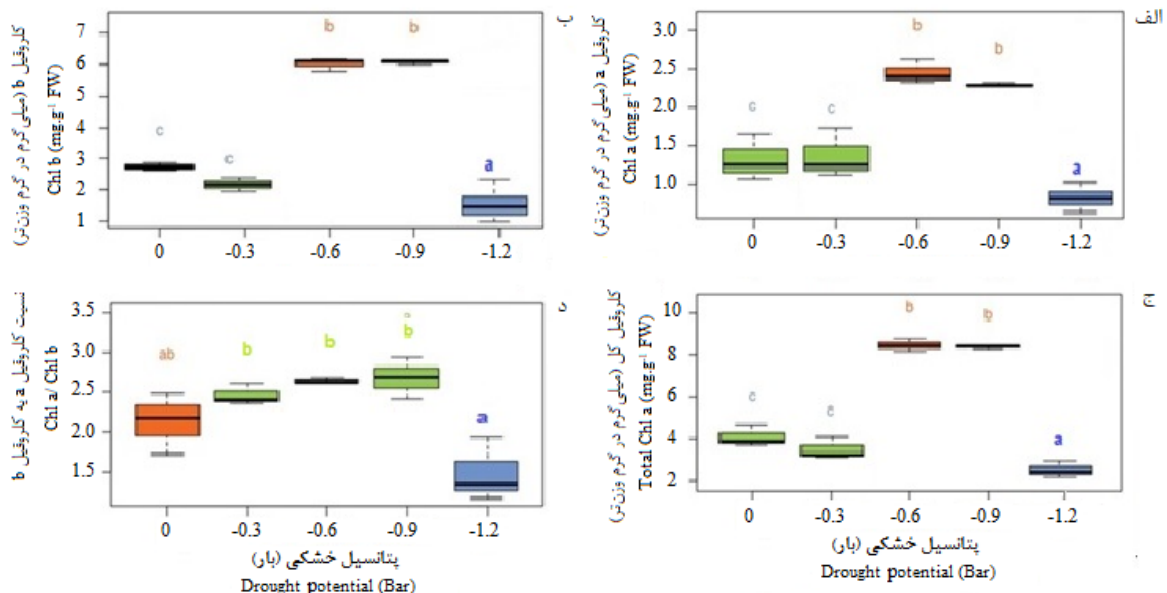 الف
کلروفیل a (میلی‌گرم در گرم وزن‌تر)
Chl a (mg.g⁻¹ FW)
3.0
2.5
2.0
1.5
1.0
c
c
b
b
a
0
-0.3
-0.6
-0.9
-1.2
ب
کلروفیل b (میلی‌گرم در گرم وزن‌تر)
Chl b (mg.g⁻¹ FW)
7
6
5
4
3
2
1
c
c
b
b
a
0
-0.3
-0.6
-0.9
-1.2
ج
کلروفیل کل (میلی‌گرم در گرم وزن‌تر)
Total Chl a (mg.g⁻¹ FW)
10
8
6
4
2
c
c
b
b
a
0
-0.3
-0.6
-0.9
-1.2
پتانسیل خشکی (بار)
Drought potential (Bar)
د
نسبت کلروفیل a به کلروفیل b
Chl a/ Chl b
3.5
3.0
2.5
2.0
1.5
ab
b
b
b
a
0
-0.3
-0.6
-0.9
-1.2
پتانسیل خشکی (بار)
Drought potential (Bar)